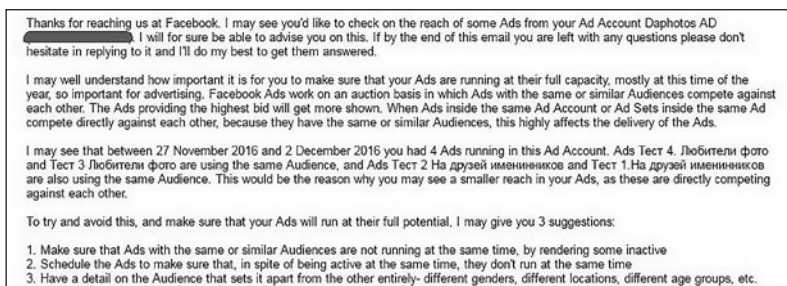 Thanks for reaching us at Facebook. I may see you'd like to check on the reach of some Ads from your Ad Account Daphotos AD
. I will for sure be able to advise you on this. If by the end of this email you are left with any questions please don't
hesitate in replying to it and I'll do my best to get them answered.
I may well understand how important it is for you to make sure that your Ads are running at their full capacity, mostly at this time of the
year, so important for advertising. Facebook Ads work on an auction basis in which Ads with the same or similar Audiences compete against
each other. The Ads providing the highest bid will get more shown. When Ads inside the same Ad Account or Ad Sets inside the same Ad
compete directly against each other, because they have the same or similar Audiences, this highly affects the delivery of the Ads.
I may see that between 27 November 2016 and 2 December 2016 you had 4 Ads running in this Ad Account. Ads Тест 4. Любители фото
and Тест 3 Любители фото are using the same Audience, and Ads Тест 2 На друзей именинников and Тест 1.На друзей именинников
are also using the same Audience. This would be the reason why you may see a smaller reach in your Ads, as these are directly competing
against each other.
To try and avoid this, and make sure that your Ads will run at their full potential, I may give you 3 suggestions:
1. Make sure that Ads with the same or similar Audiences are not running at the same time, by rendering some inactive
2. Schedule the Ads to make sure that, in spite of being active at the same time, they don't run at the same time
3. Have a detail on the Audience that sets it apart from the other entirely- different genders, different locations, different age groups, etc.